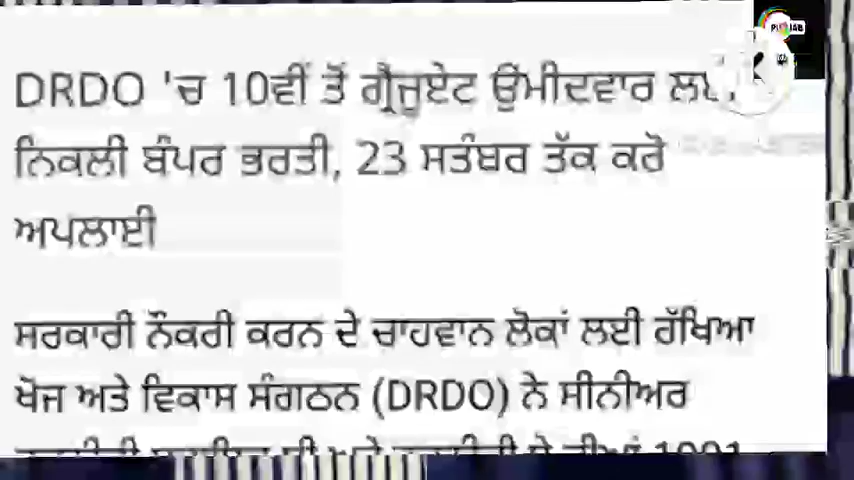 DRDO 'ਚ 10ਵੀਂ ਤੋਂ ਗ੍ਰੈਜੂਏਟ ਉਮੀਦਵਾਰ
ਨਿਕਲੀ ਬੰਪਰ ਭਰਤੀ, 23 ਸਤੰਬਰ ਤੱਕ ਕਰੋ
ਅਪਲਾਈ
ਸਰਕਾਰੀ ਨੌਕਰੀ ਕਰਨ ਦੇ ਚਾਹਵਾਨ ਲੋਕਾਂ ਲਈ ਰੱਖਿਆ
ਖੋਜ ਅਤੇ ਵਿਕਾਸ ਸੰਗਠਨ (DRDO) ਨੇ ਸੀਨੀਅਰ